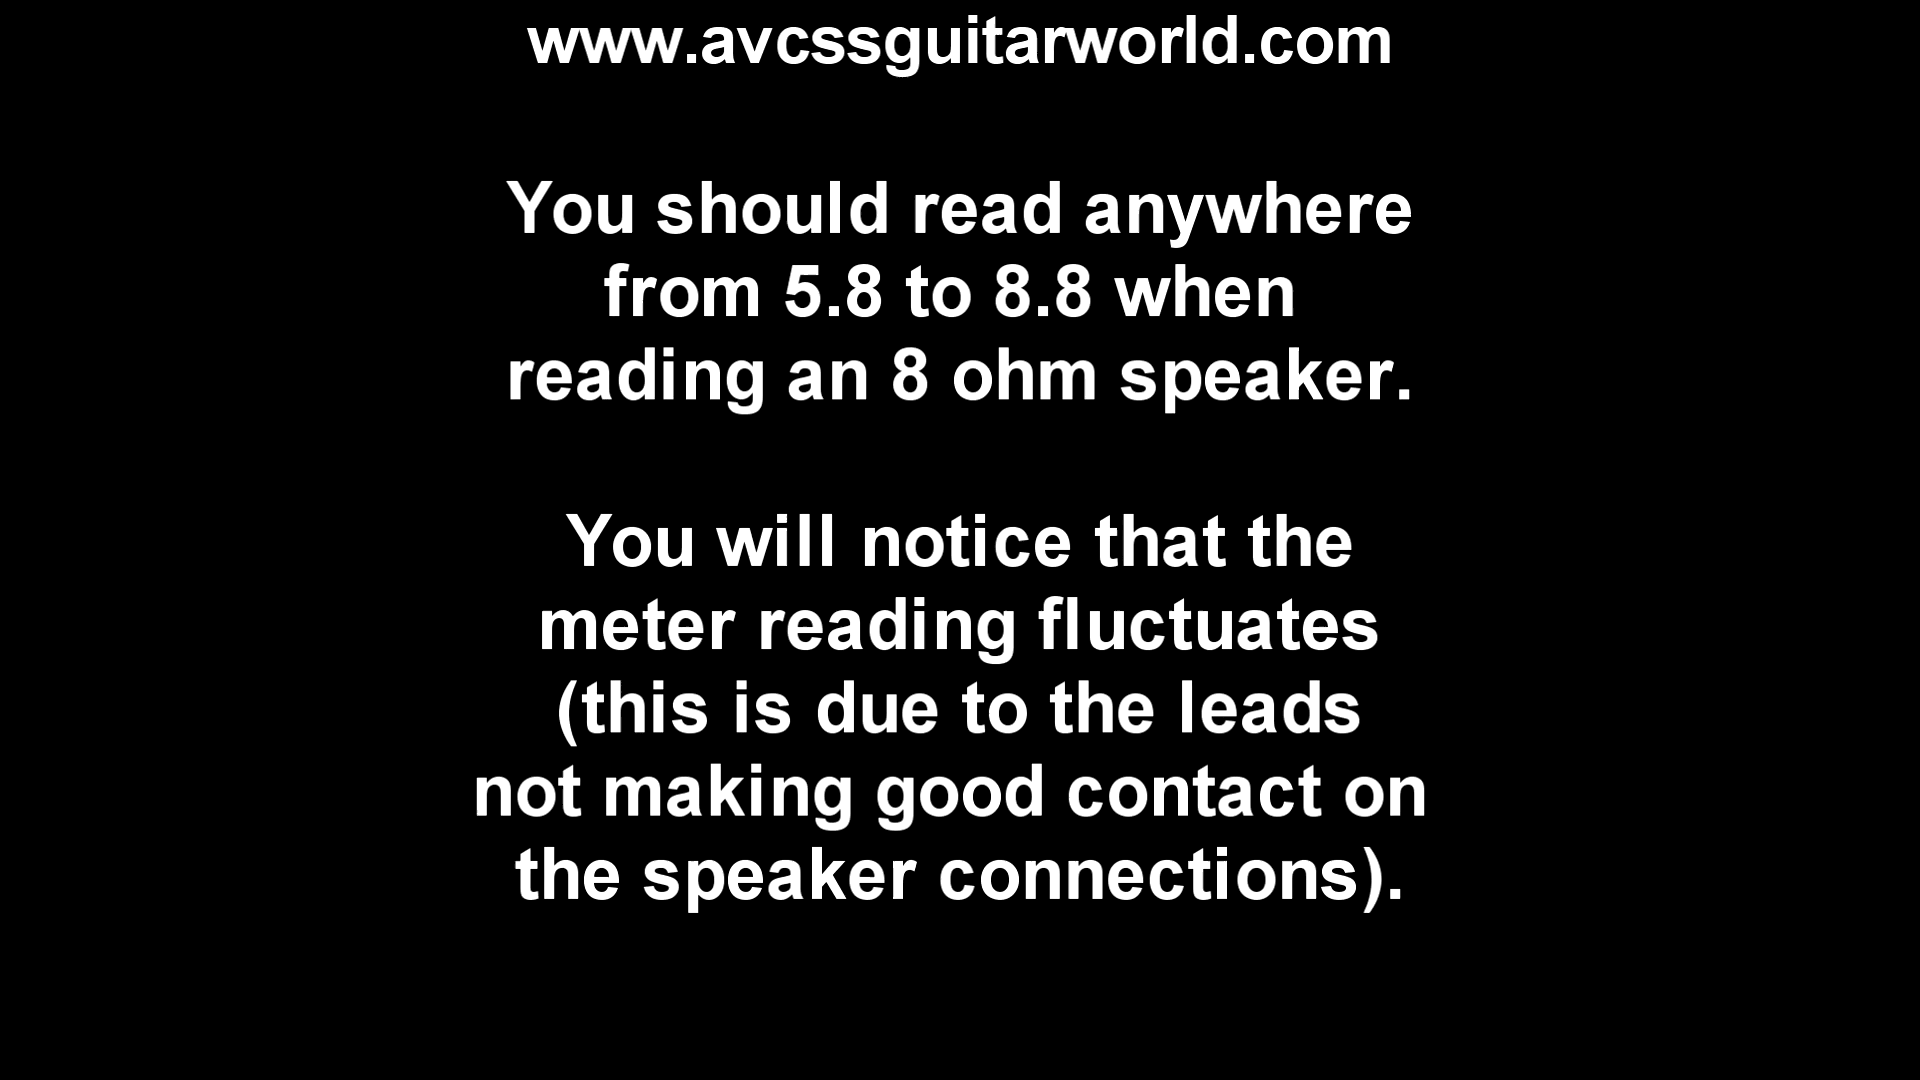 www.avcssguitarworld.com
You should read anywhere
from 5.8 to 8.8 when
reading an 8 ohm speaker.
You will notice that the
meter reading fluctuates
(this is due to the leads
not making good contact on
the speaker connections).